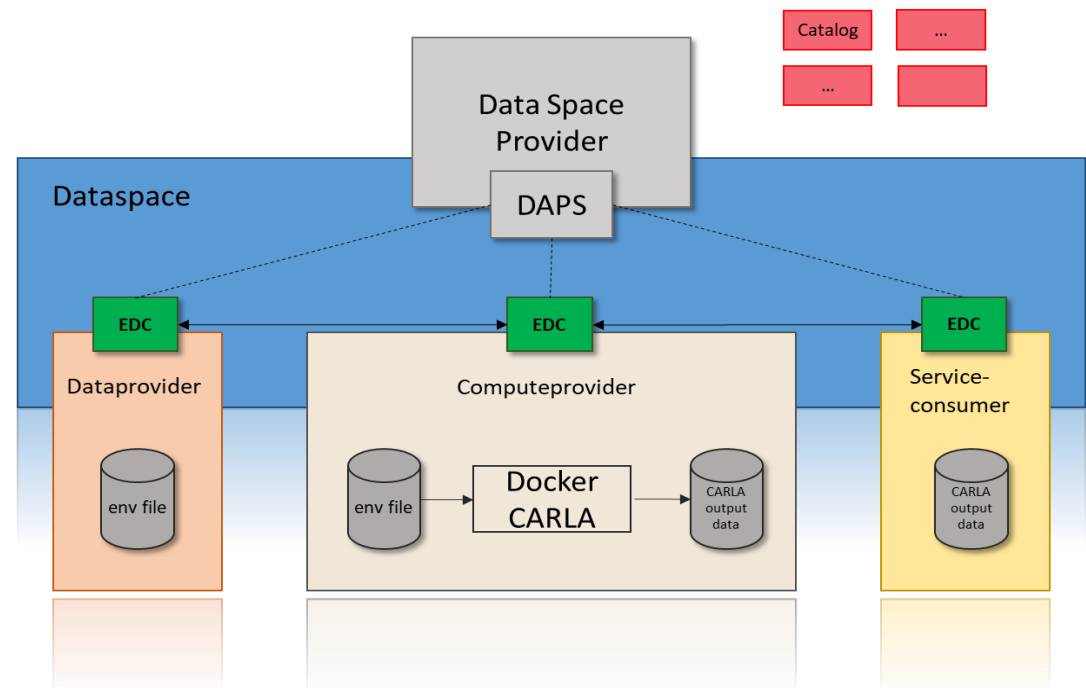 Catalog
...
...
Data Space
Provider
Dataspace
DAPS
EDC
EDC
EDC
Dataprovider
Computeprovider
Service-
consumer
env file
env file
Docker
CARLA
CARLA
output
data
CARLA
output
data